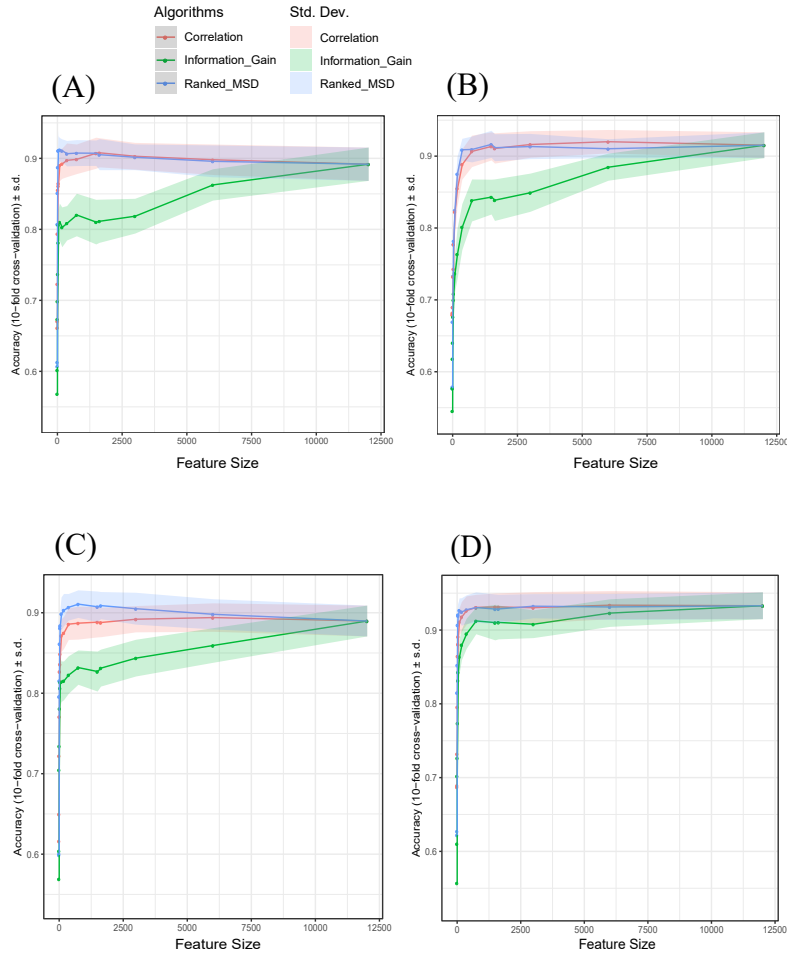 Algorithms Std. Dev.
Correlation Correlation
Information_Gain Information_Gain
Ranked_MSD Ranked_MSD
(A)
Accuracy (10−fold cross−validation) ± s.d.
0.9
0.8
0.7
0.6
0 2500 5000 7500 10000 12500
Feature Size
(B)
Accuracy (10−fold cross−validation) ± s.d.
0.9
0.8
0.7
0.6
0 2500 5000 7500 10000 12500
Feature Size
(C)
Accuracy (10−fold cross−validation) ± s.d.
0.9
0.8
0.7
0.6
0 2500 5000 7500 10000 12500
Feature Size
(D)
Accuracy (10−fold cross−validation) ± s.d.
0.9
0.8
0.7
0.6
0 2500 5000 7500 10000 12500
Feature Size